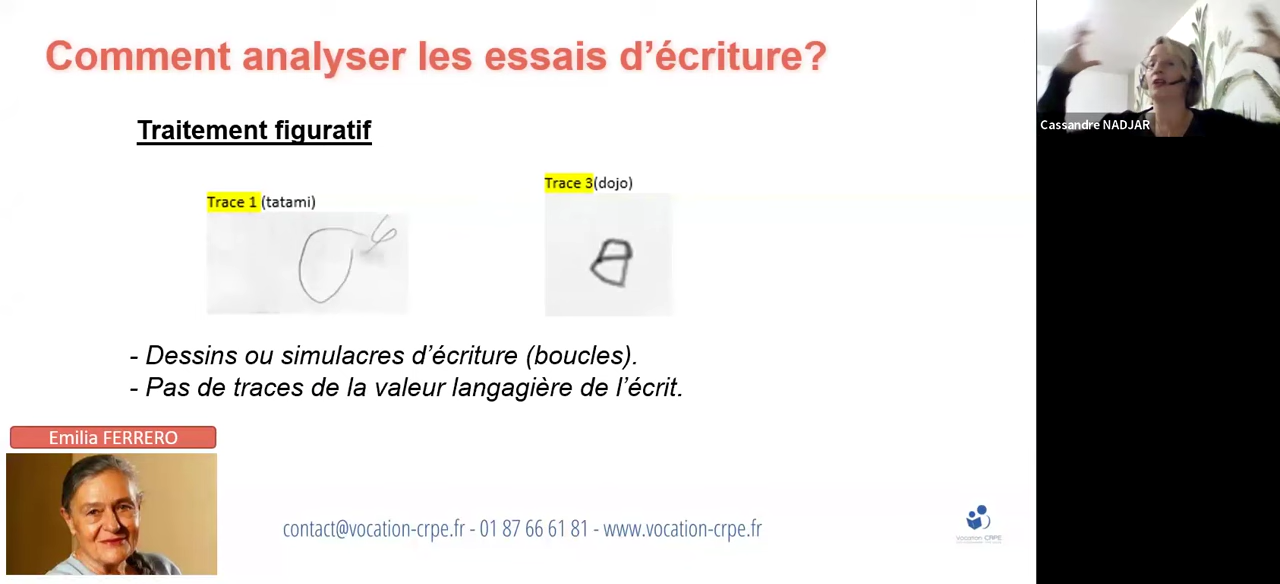 Comment analyser les essais d’écriture?
Cassandre NADJAR
Traitement figuratif
Trace 1 (tatami)
Trace 3(dojo)
- Dessins ou simulacres d’écriture (boucles).
- Pas de traces de la valeur langagière de l’écrit.
Emilia FERRERO
contact@vocation-crpe.fr - 01 87 66 61 81 - www.vocation-crpe.fr
Vocation CRPE